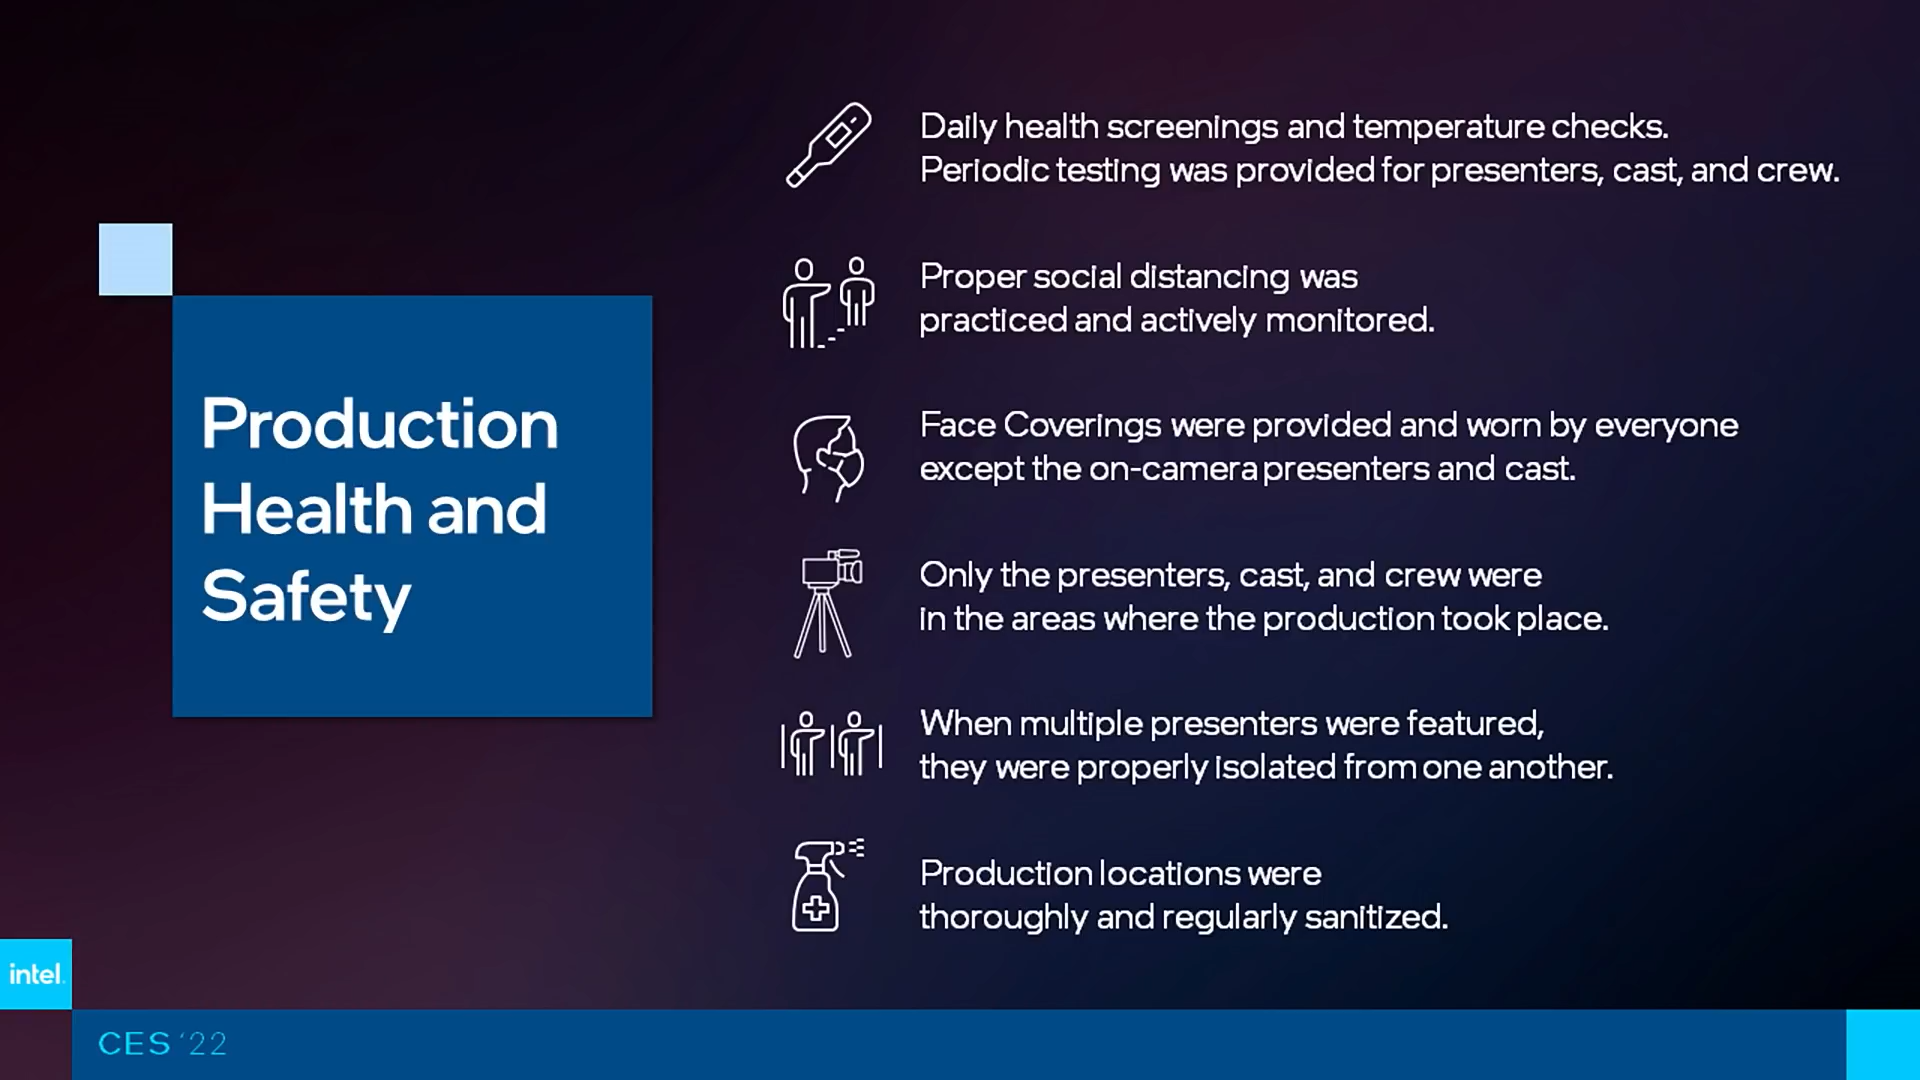 Production
Health and
Safety
Daily health screenings and temperature checks.
Periodic testing was provided for presenters, cast, and crew.
Proper social distancing was
practiced and actively monitored.
Face Coverings were provided and worn by everyone
except the on-camera presenters and cast.
Only the presenters, cast, and crew were
in the areas where the production took place.
When multiple presenters were featured,
they were properly isolated from one another.
Production locations were
thoroughly and regularly sanitized.
intel.
CES '22